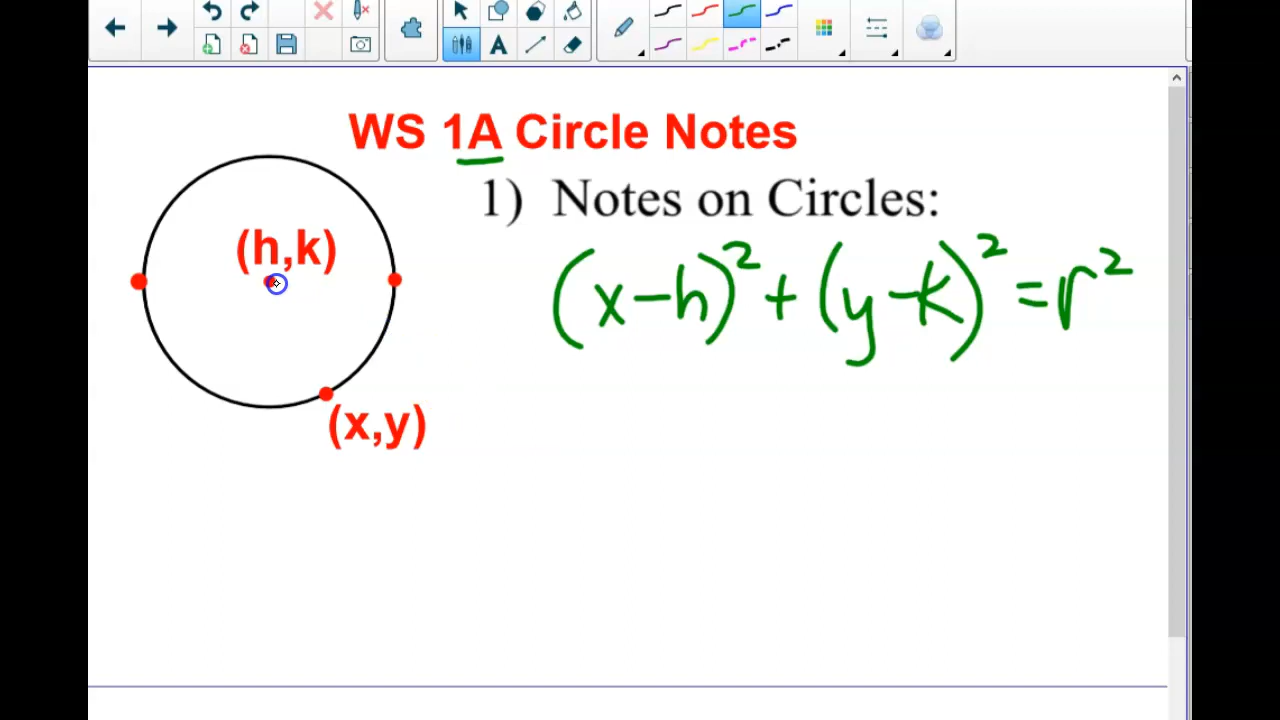 WS 1A Circle Notes
1) Notes on Circles:
(h,k)
(x-h)² + (y-k)² = r²
(x,y)